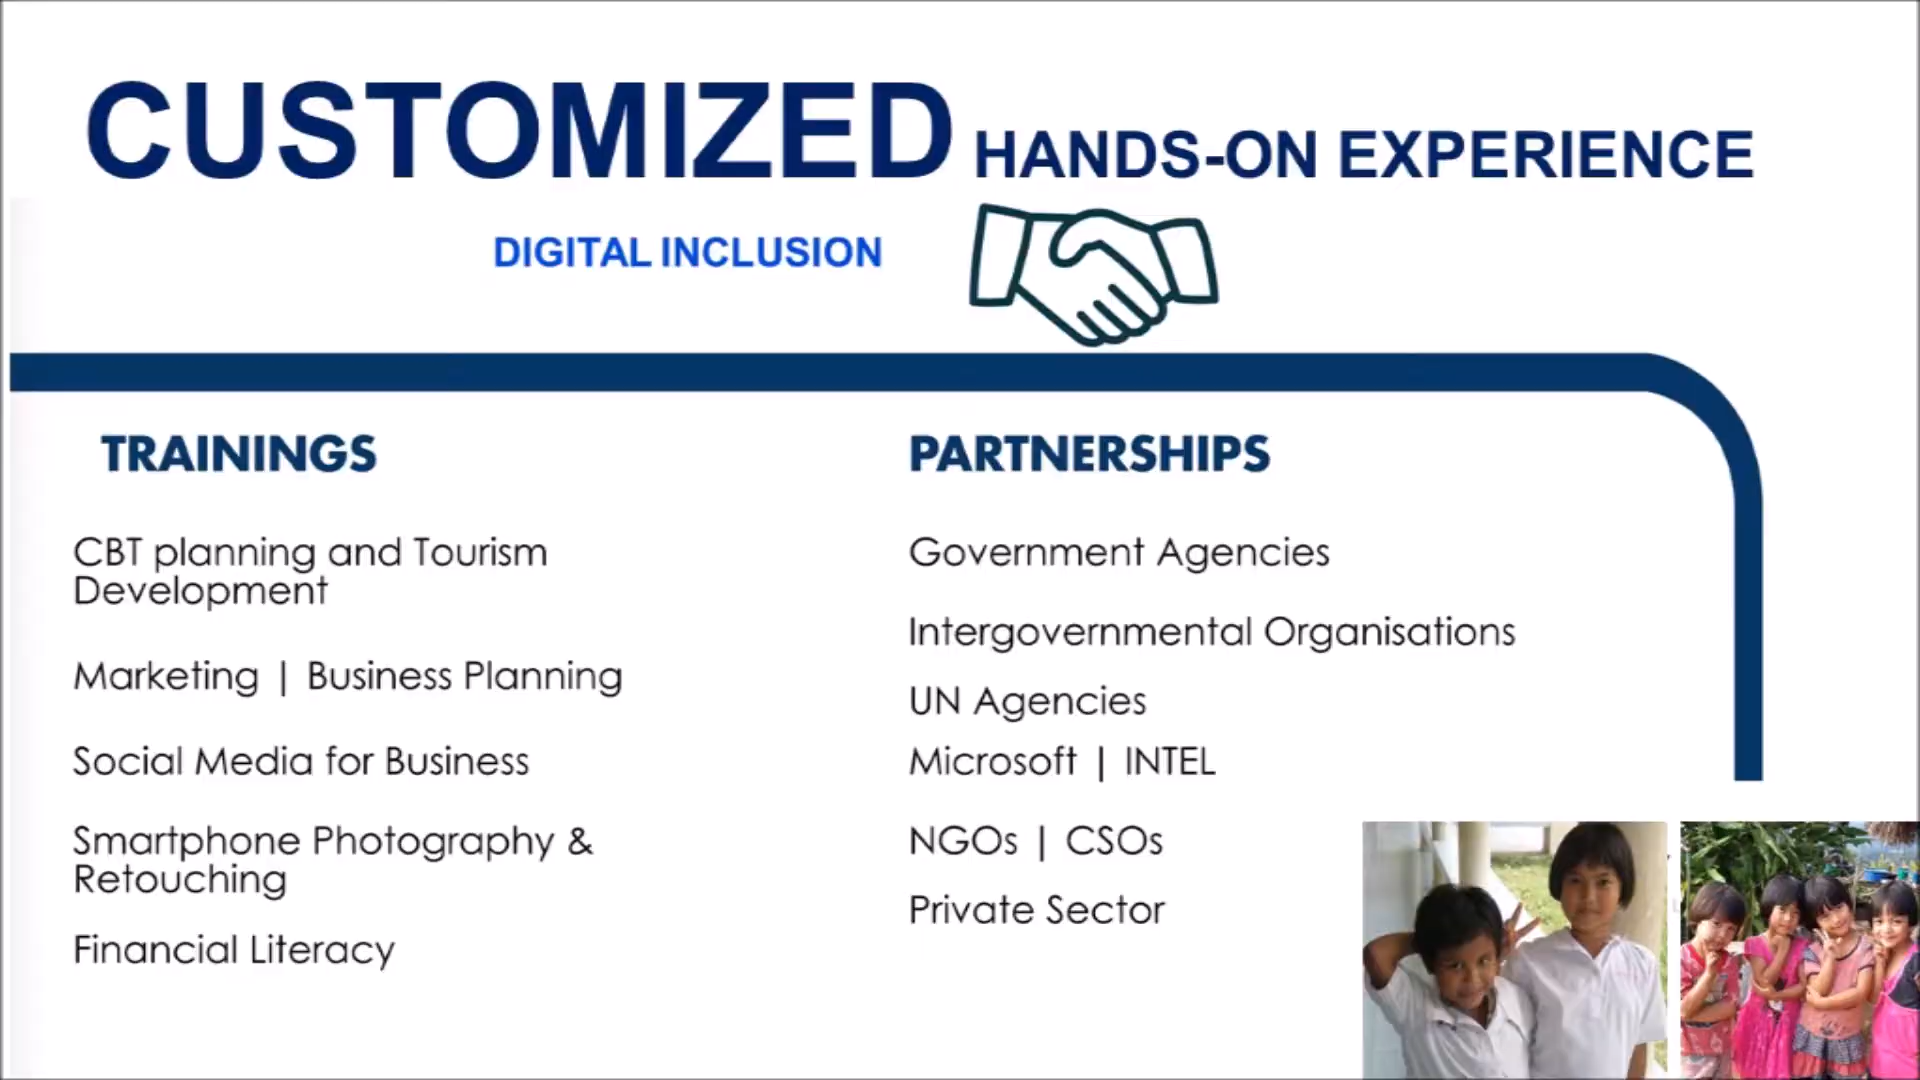 CUSTOMIZED HANDS-ON EXPERIENCE
DIGITAL INCLUSION
TRAININGS
CBT planning and Tourism
Development
Marketing | Business Planning
Social Media for Business
Smartphone Photography &
Retouching
Financial Literacy
PARTNERSHIPS
Government Agencies
Intergovernmental Organisations
UN Agencies
Microsoft | INTEL
NGOs | CSOs
Private Sector